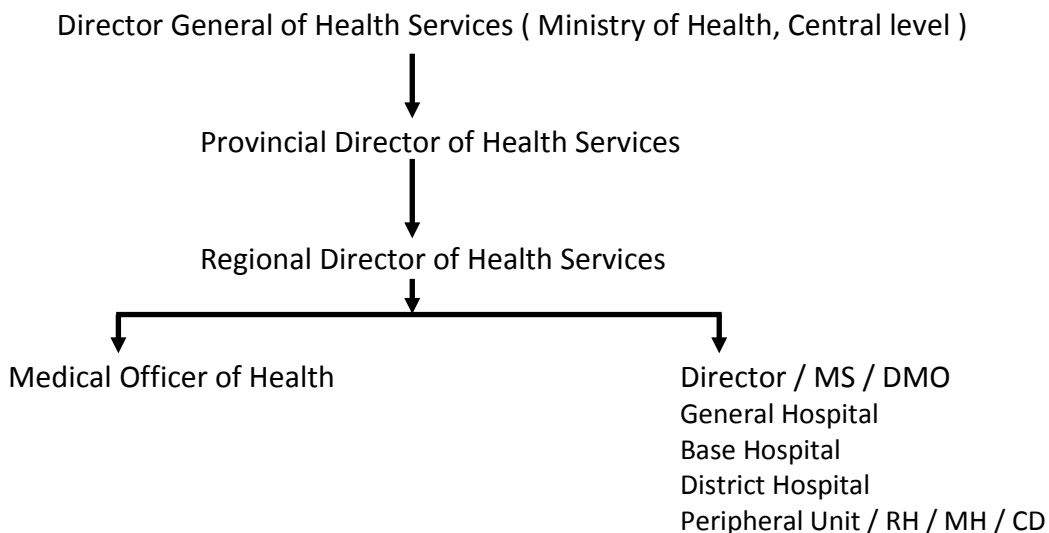 Director General of Health Services ( Ministry of Health, Central level )
Provincial Director of Health Services
Regional Director of Health Services
Medical Officer of Health
Director / MS / DMO
General Hospital
Base Hospital
District Hospital
Peripheral Unit / RH / MH / CD